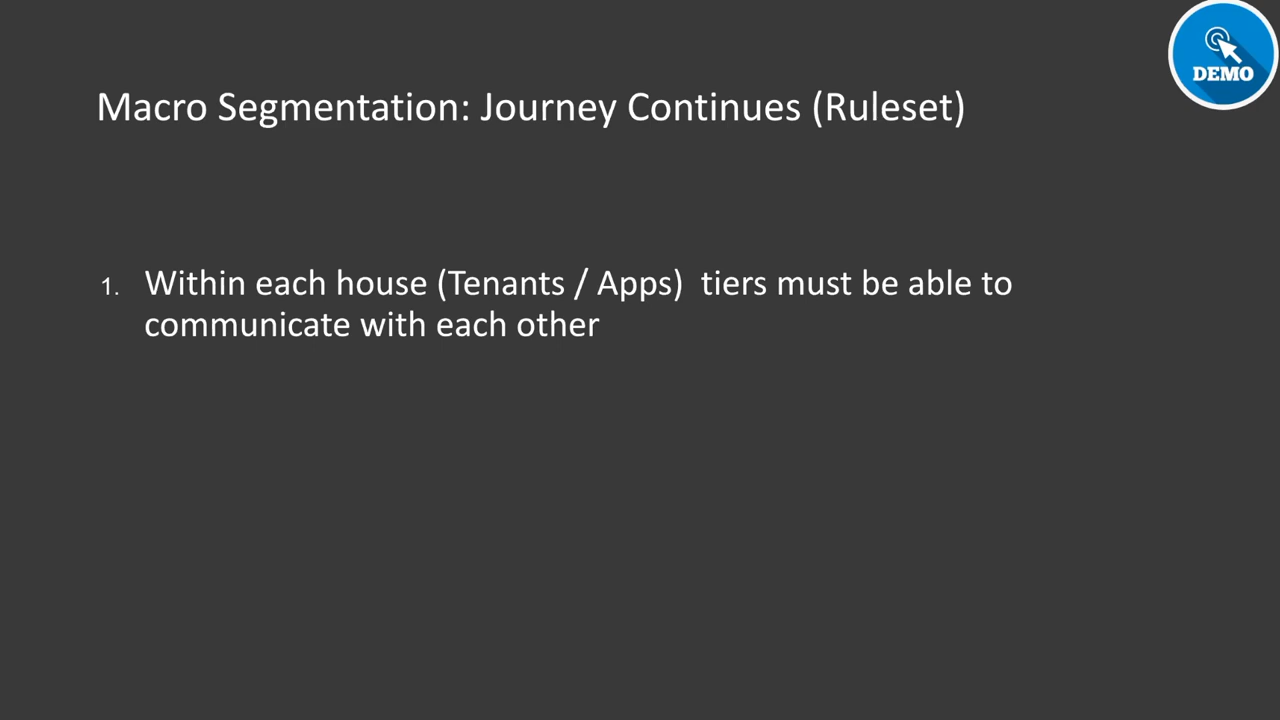 DEMO
Macro Segmentation: Journey Continues (Ruleset)
1. Within each house (Tenants / Apps) tiers must be able to
communicate with each other